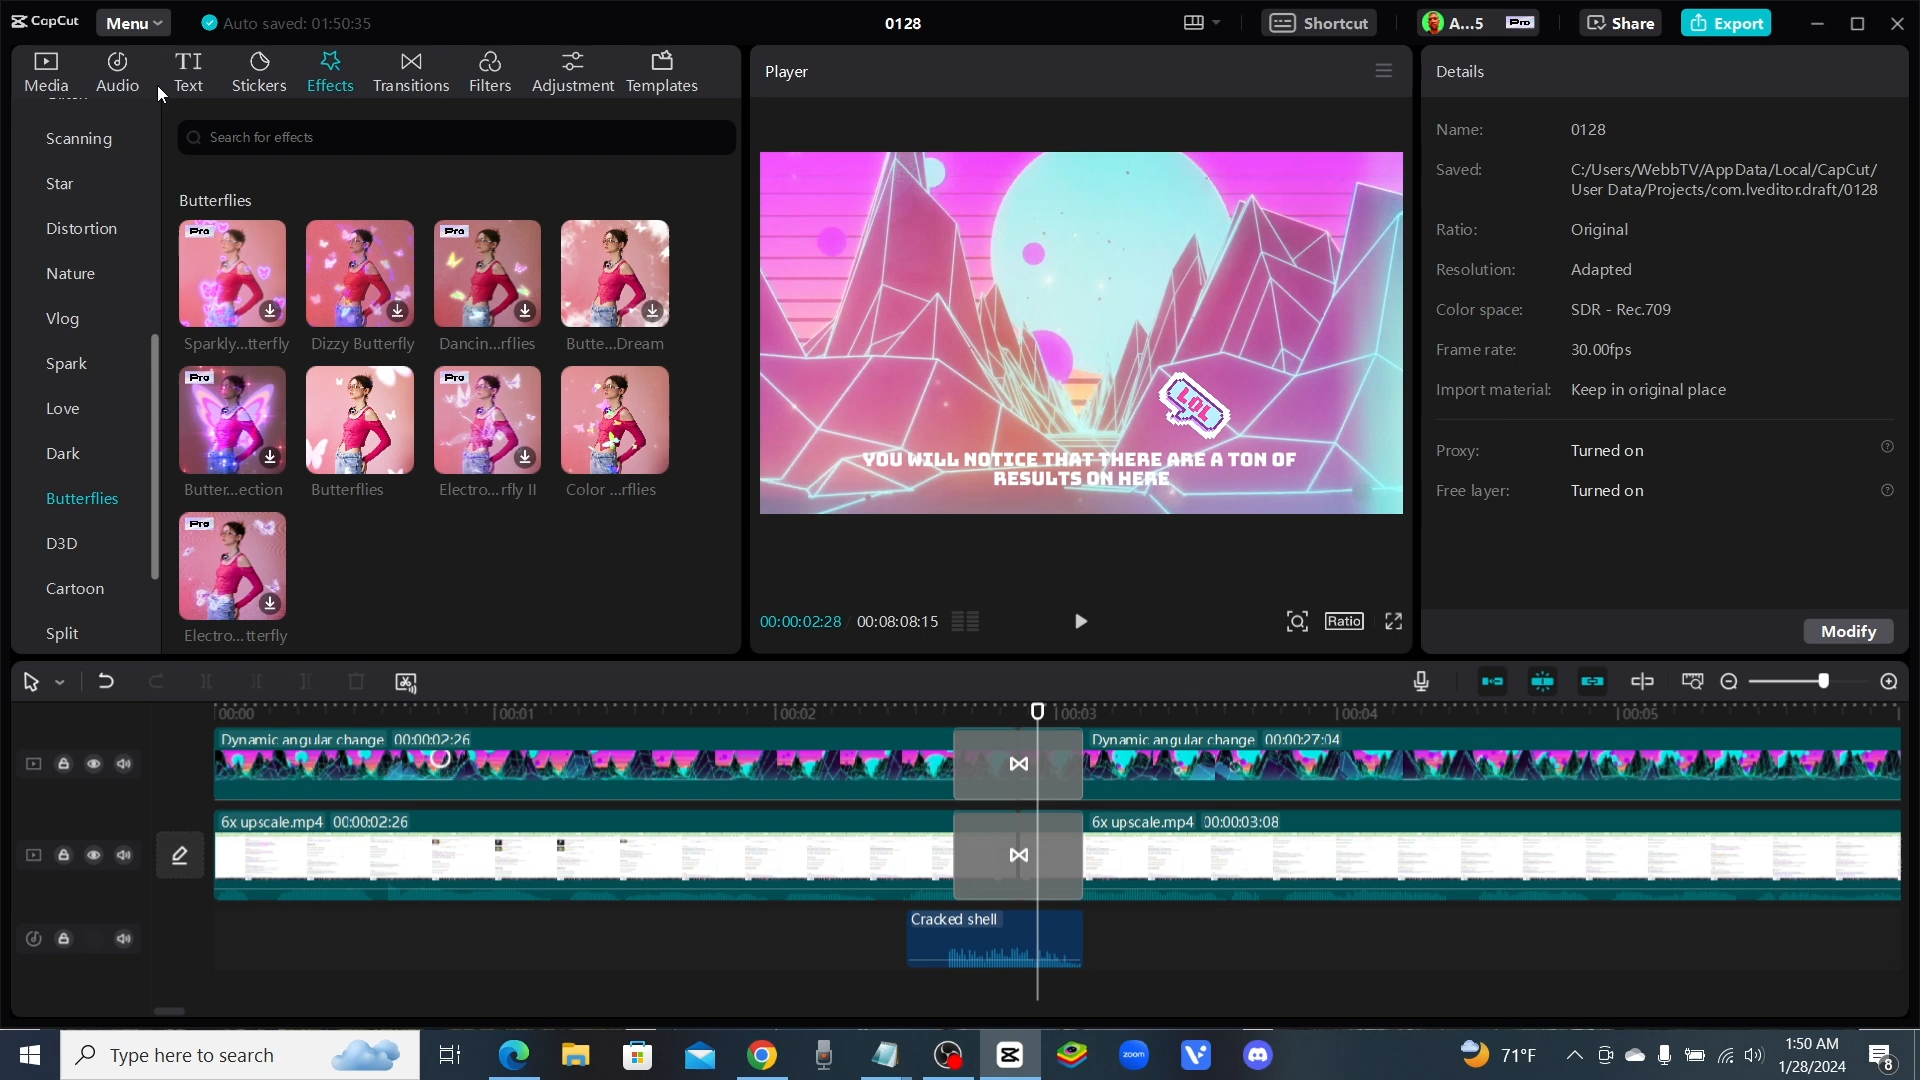 CapCut
Menu
Auto saved: 01:50:35
0128
Shortcut
A...5
Pro
Share
Export
Media
Audio
Text
Stickers
Effects
Transitions
Filters
Adjustment
Templates
Scanning
Star
Distortion
Nature
Vlog
Spark
Love
Dark
Butterflies
D3D
Cartoon
Split
Search for effects
Butterflies
Pro
Pro
Sparkly...tterfly
Dizzy Butterfly
Dancin...rflies
Butte...Dream
Pro
Pro
Butter...ection
Butterflies
Electro...rfly II
Color ...rflies
Pro
Electro...tterfly
Player
LOL
YOU WILL NOTICE THAT THERE ARE A TON OF
RESULTS ON HERE
00:00:02:28
00:08:08:15
Ratio
Details
Name: 0128
Saved: C:/Users/WebbTV/AppData/Local/CapCut/
User Data/Projects/com.lveditor.draft/0128
Ratio: Original
Resolution: Adapted
Color space: SDR - Rec.709
Frame rate: 30.00fps
Import material: Keep in original place
Proxy: Turned on
Free layer: Turned on
Modify
00:00
00:01
00:02
00:03
00:04
00:05
Dynamic angular change 00:00:02:26
Dynamic angular change 00:00:27:04
6x upscale.mp4 00:00:02:26
6x upscale.mp4 00:00:03:08
Cracked shell
Type here to search
zoom
71°F
1:50 AM
1/28/2024
8